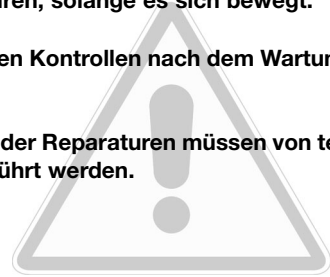 ren, solange es sich bewegt.
en Kontrollen nach dem Wartun
der Reparaturen müssen von te
ührt werden.